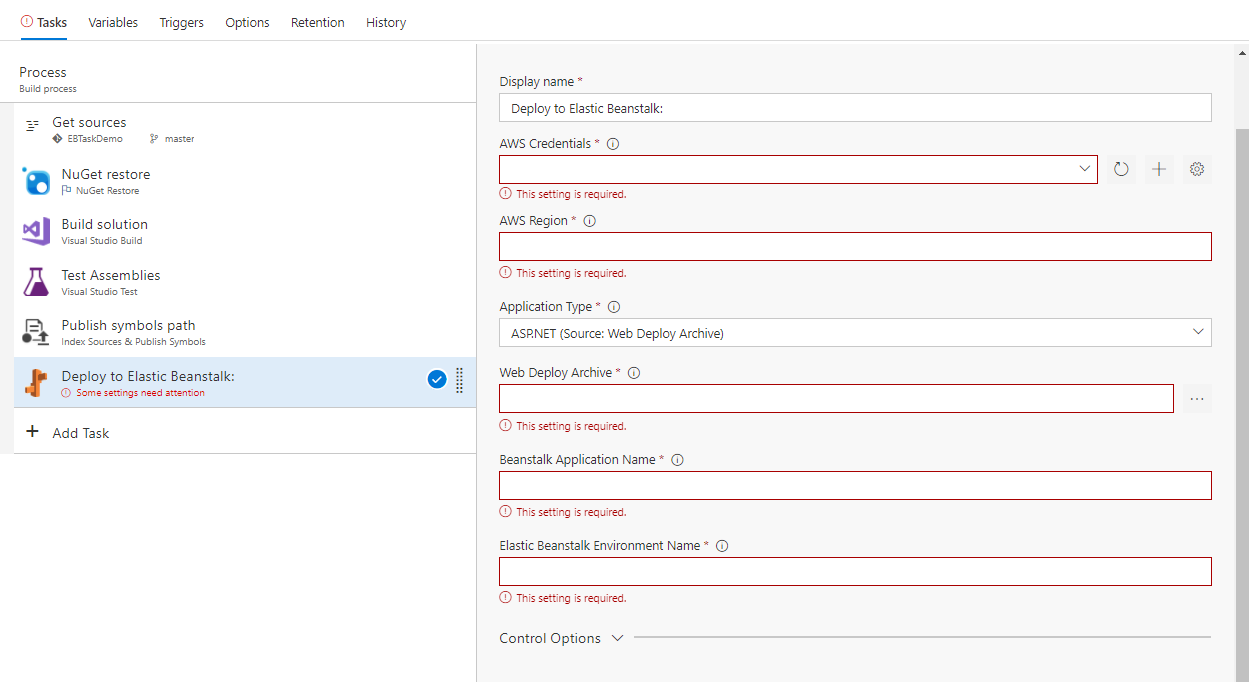 Tasks Variables Triggers Options Retention History
Process
Build process
Get sources
EBTaskDemo master
NuGet restore
NuGet Restore
Build solution
Visual Studio Build
Test Assemblies
Visual Studio Test
Publish symbols path
Index Sources & Publish Symbols
Deploy to Elastic Beanstalk:
Some settings need attention
Add Task
Display name *
Deploy to Elastic Beanstalk:
AWS Credentials *
This setting is required.
AWS Region *
This setting is required.
Application Type *
ASP.NET (Source: Web Deploy Archive)
Web Deploy Archive *
This setting is required.
Beanstalk Application Name *
This setting is required.
Elastic Beanstalk Environment Name *
This setting is required.
Control Options